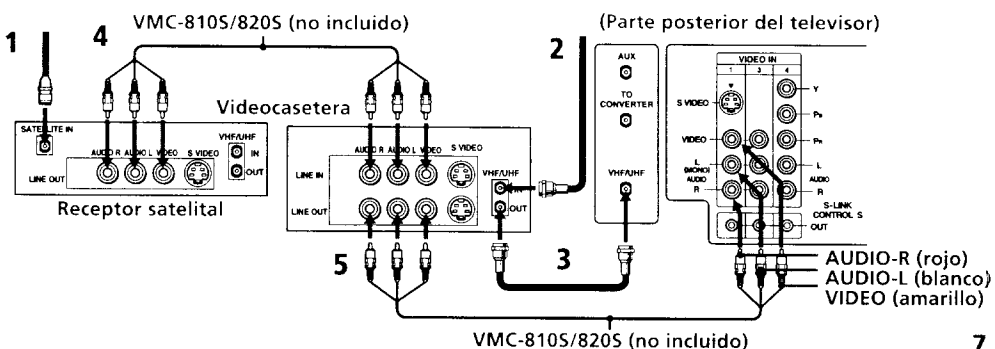 VMC-810S/820S (no incluido)
(Parte posterior del televisor)
1
4
2
Videocasetera
SATELLITE IN
AUDIO R AUDIO L VIDEO S VIDEO
VHF/UHF
IN
OUT
LINE OUT
Receptor satelital
AUDIO R AUDIO L VIDEO S VIDEO
LINE IN
LINE OUT
VHF/UHF
IN
OUT
5
3
AUX
TO
CONVERTER
VHF/UHF
VIDEO IN
1 3 4
S VIDEO
VIDEO
L
(MONO)
AUDIO
R
Y
PB
PR
L
AUDIO
R
S-LINK
CONTROL S
OUT
AUDIO-R (rojo)
AUDIO-L (blanco)
VIDEO (amarillo)
VMC-810S/820S (no incluido)
7